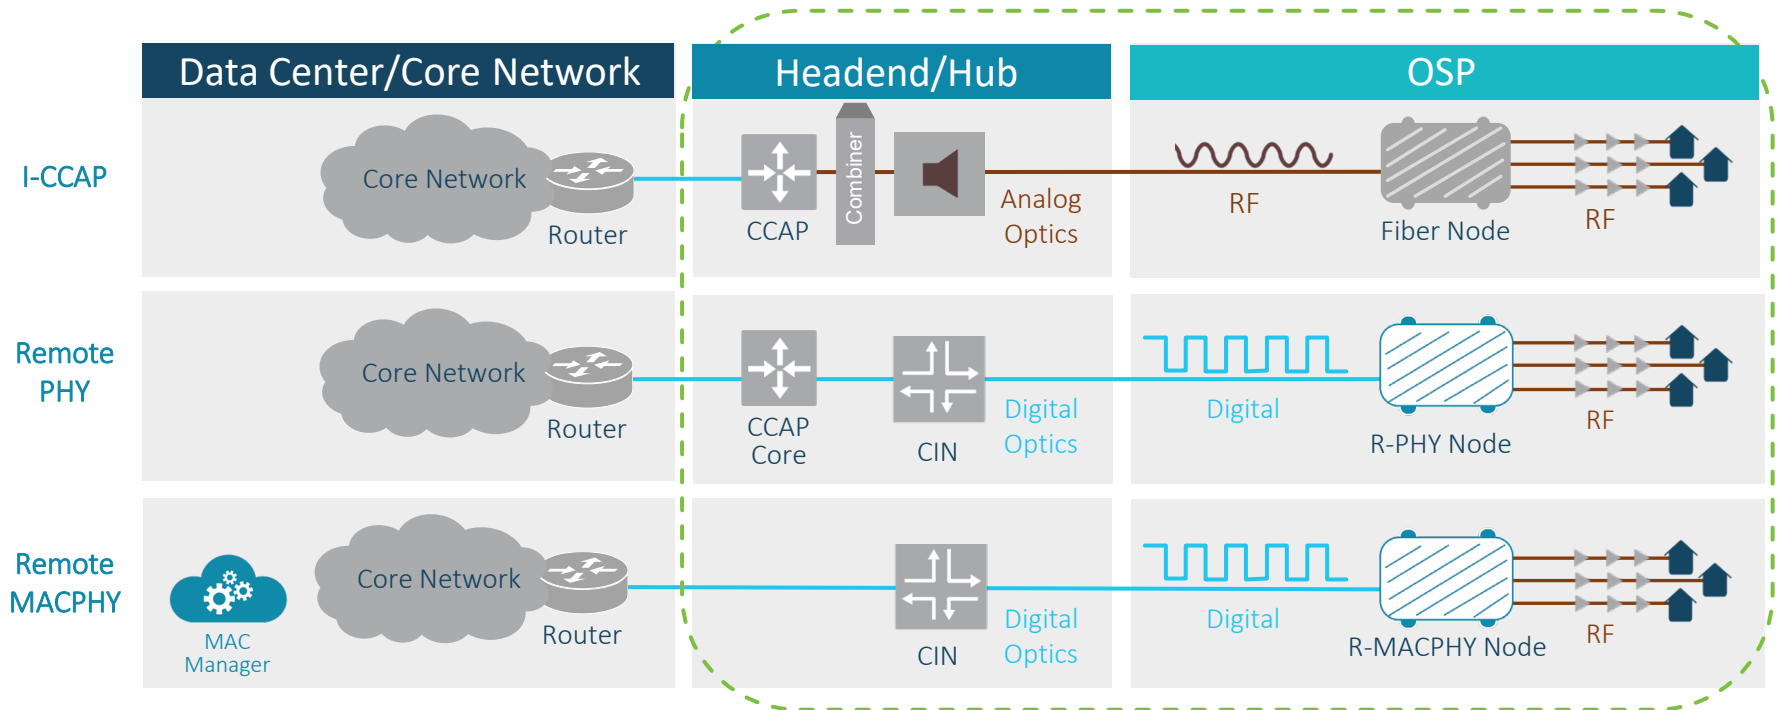 Data Center/Core Network
Headend/Hub
OSP
I-CCAP
Core Network
Router
CCAP
Combiner
Analog
Optics
RF
Fiber Node
RF
Remote
PHY
Core Network
Router
CCAP
Core
CIN
Digital
Optics
Digital
R-PHY Node
RF
Remote
MACPHY
MAC
Manager
Core Network
Router
CIN
Digital
Optics
Digital
R-MACPHY Node
RF